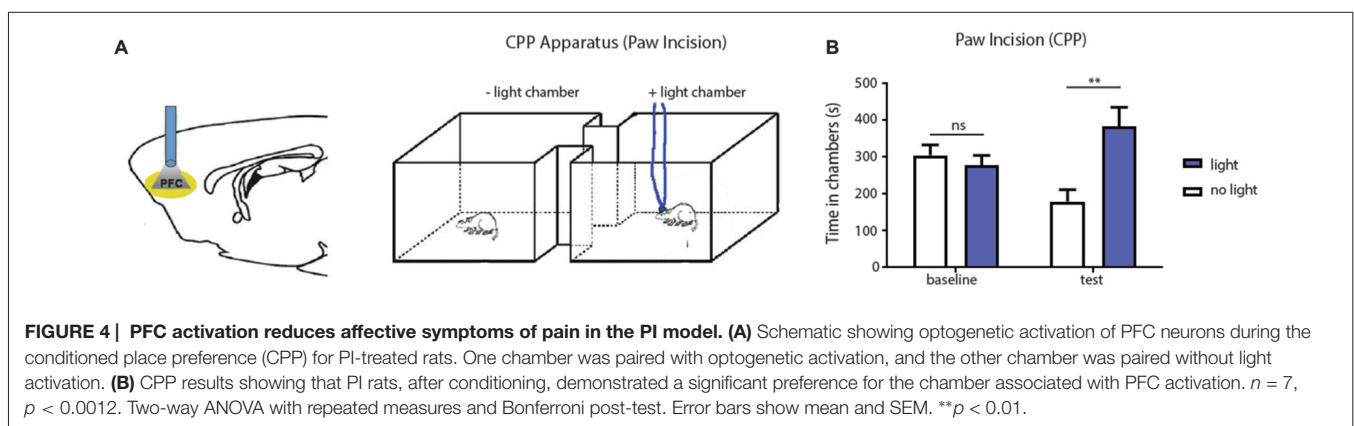 A
CPP Apparatus (Paw Incision)
- light chamber
+ light chamber
PFC
B
Paw Incision (CPP)
**
ns
500
400
300
200
100
0
Time in chambers (s)
baseline
test
light
no light
FIGURE 4 | PFC activation reduces affective symptoms of pain in the PI model. (A) Schematic showing optogenetic activation of PFC neurons during the
conditioned place preference (CPP) for PI-treated rats. One chamber was paired with optogenetic activation, and the other chamber was paired without light
activation. (B) CPP results showing that PI rats, after conditioning, demonstrated a significant preference for the chamber associated with PFC activation. n = 7,
p < 0.0012. Two-way ANOVA with repeated measures and Bonferroni post-test. Error bars show mean and SEM. **p < 0.01.